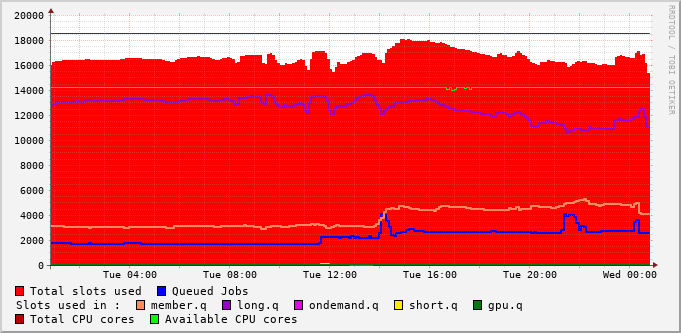 20000
18000
16000
14000
12000
10000
8000
6000
4000
2000
0
Tue 04:00 Tue 08:00 Tue 12:00 Tue 16:00 Tue 20:00 Wed 00:00
RRDTOOL / TOBI OETIKER
Total slots used Queued Jobs
Slots used in : member.q long.q ondemand.q short.q gpu.q
Total CPU cores Available CPU cores